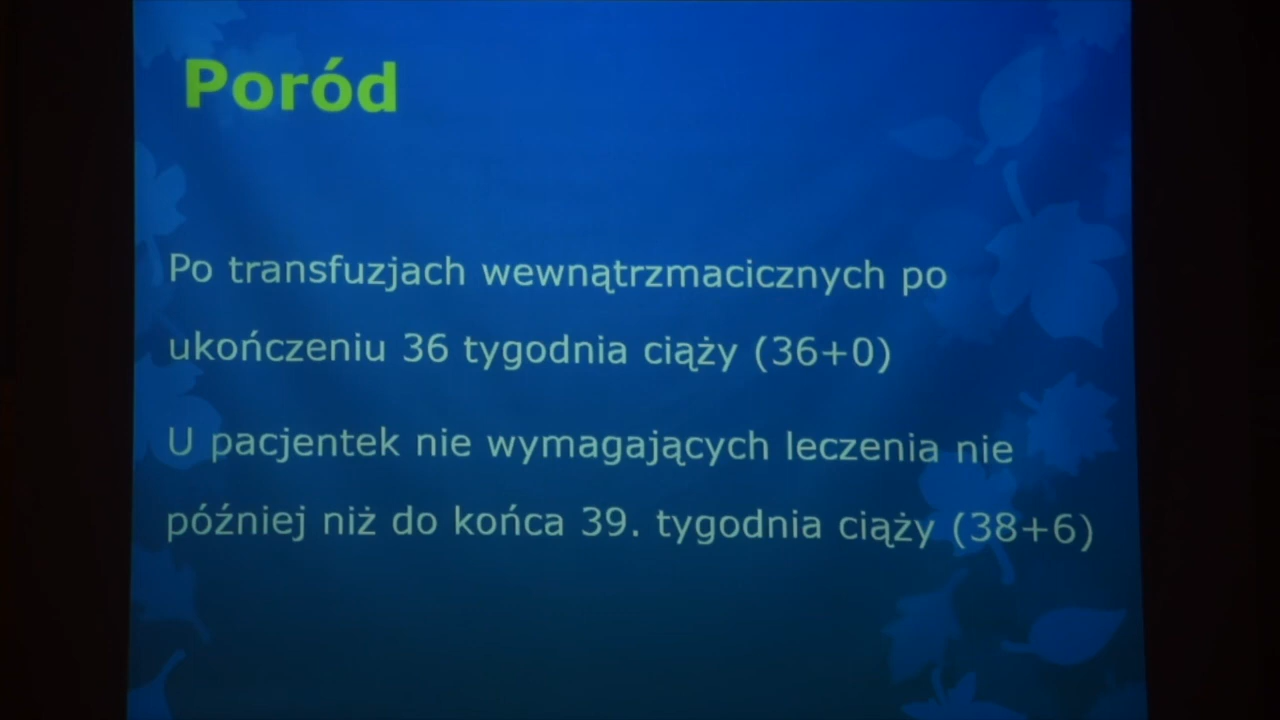 Poród
Po transfuzjach wewnątrzmacicznych po
ukończeniu 36 tygodnia ciąży (36+0)
U pacjentek nie wymagających leczenia nie
później niż do końca 39. tygodnia ciąży (38+6)